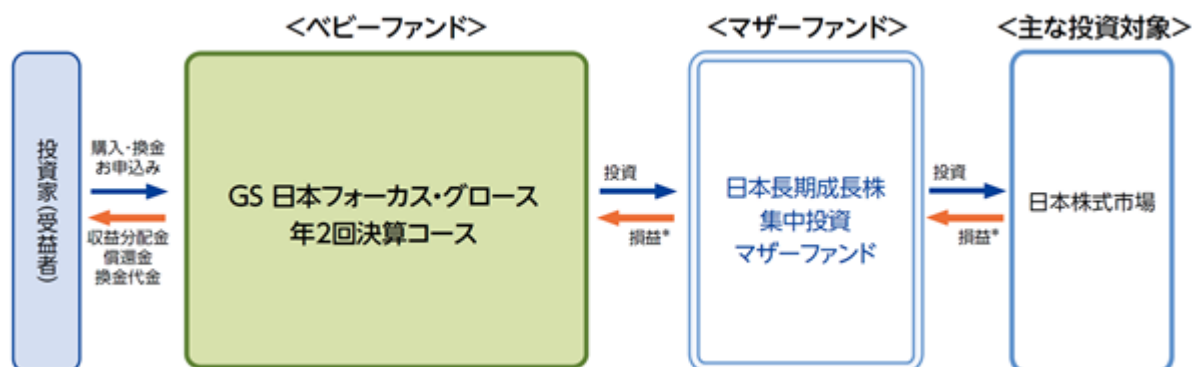 ＜ベビーファンド＞
＜マザーファンド＞
＜主な投資対象＞
投資家（受益者）
購入・換金
お申込み
収益分配金
償還金
換金代金
GS 日本フォーカス・グロース
年2回決算コース
投資
損益*
日本長期成長株
集中投資
マザーファンド
投資
損益*
日本株式市場